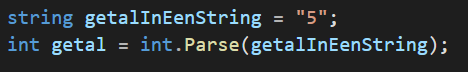 string getalInEenString = "5";
int getal = int.Parse(getalInEenString);